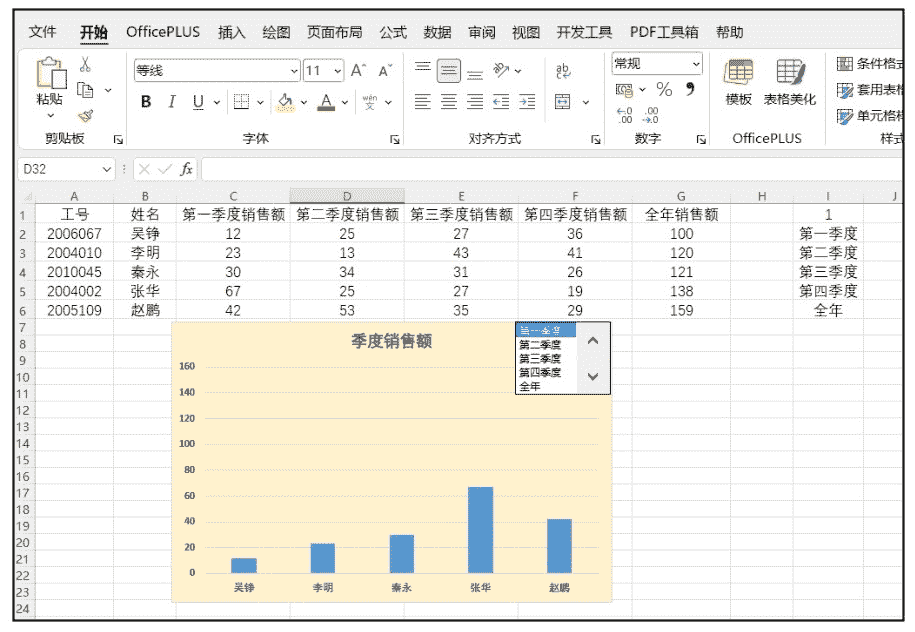 文件 开始 OfficePLUS 插入 绘图 页面布局 公式 数据 审阅 视图 开发工具 PDF工具箱 帮助
等线 11 A A 常规 条件格式
粘贴 B I U A wén 文 ab % 模板 表格美化 套用表格
.00 .00 单元格样
剪贴板 字体 对齐方式 数字 OfficePLUS 样式
D32 fx
A B C D E F G H I J
1 工号 姓名 第一季度销售额 第二季度销售额 第三季度销售额 第四季度销售额 全年销售额 1
2 2006067 吴铮 12 25 27 36 100 第一季度
3 2004010 李明 23 13 43 41 120 第二季度
4 2010045 秦永 30 34 31 26 121 第三季度
5 2004002 张华 67 25 27 19 138 第四季度
6 2005109 赵鹏 42 53 35 29 159 全年
7
8
9
10
11
12
13
14
15
16
17
18
19
20
21
22
23
24
季度销售额
第一季度
第二季度
第三季度
第四季度
全年
160
140
120
100
80
60
40
20
0
吴铮 李明 秦永 张华 赵鹏